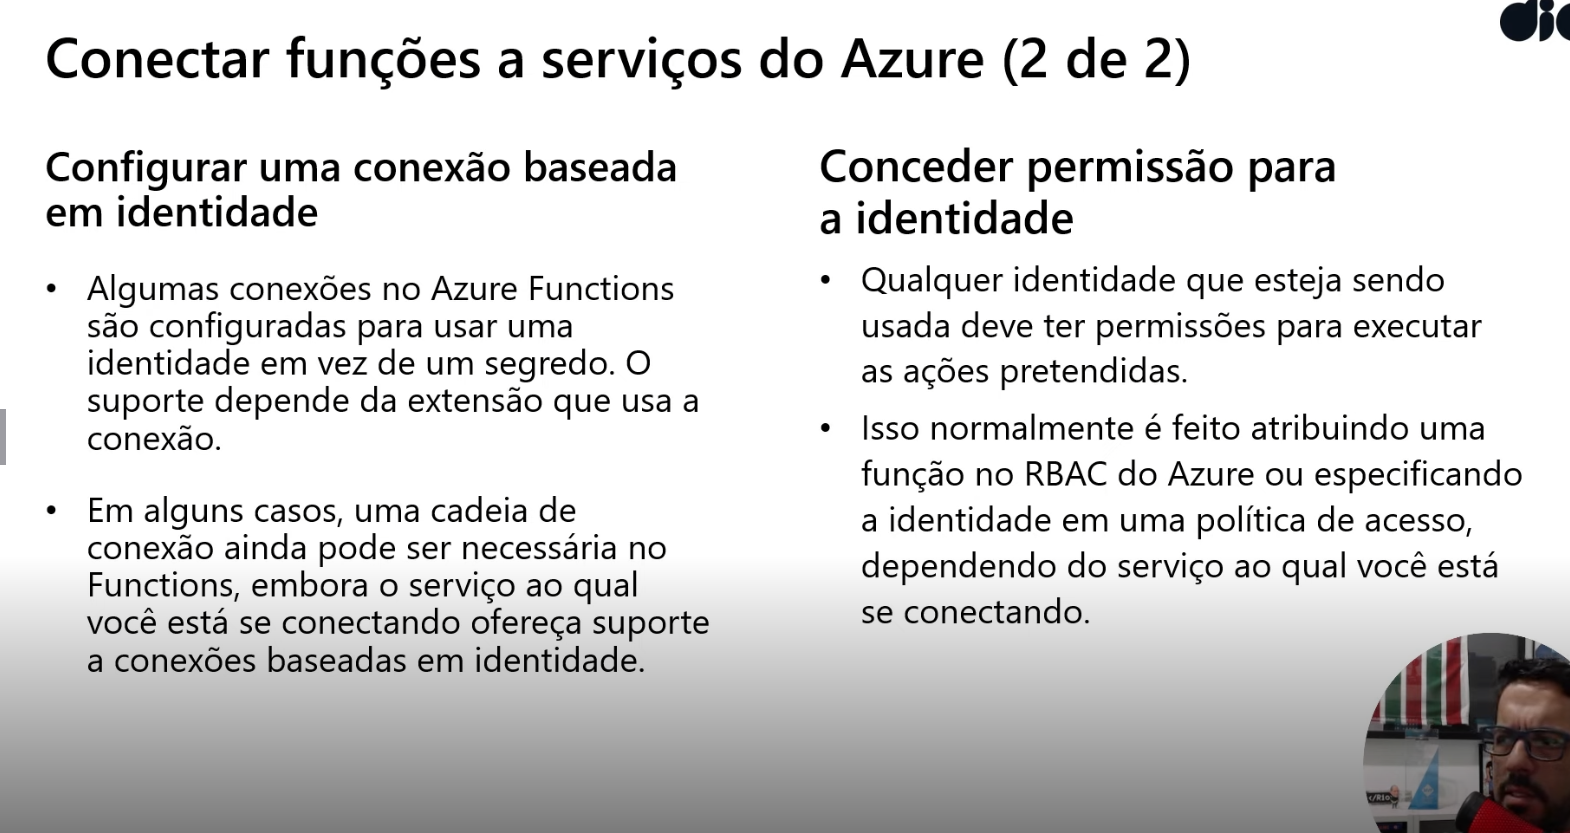 Conectar funções a serviços do Azure (2 de 2)
Configurar uma conexão baseada
em identidade
• Algumas conexões no Azure Functions
são configuradas para usar uma
identidade em vez de um segredo. O
suporte depende da extensão que usa a
conexão.
• Em alguns casos, uma cadeia de
conexão ainda pode ser necessária no
Functions, embora o serviço ao qual
você está se conectando ofereça suporte
a conexões baseadas em identidade.
Conceder permissão para
a identidade
• Qualquer identidade que esteja sendo
usada deve ter permissões para executar
as ações pretendidas.
• Isso normalmente é feito atribuindo uma
função no RBAC do Azure ou especificando
a identidade em uma política de acesso,
dependendo do serviço ao qual você está
se conectando.